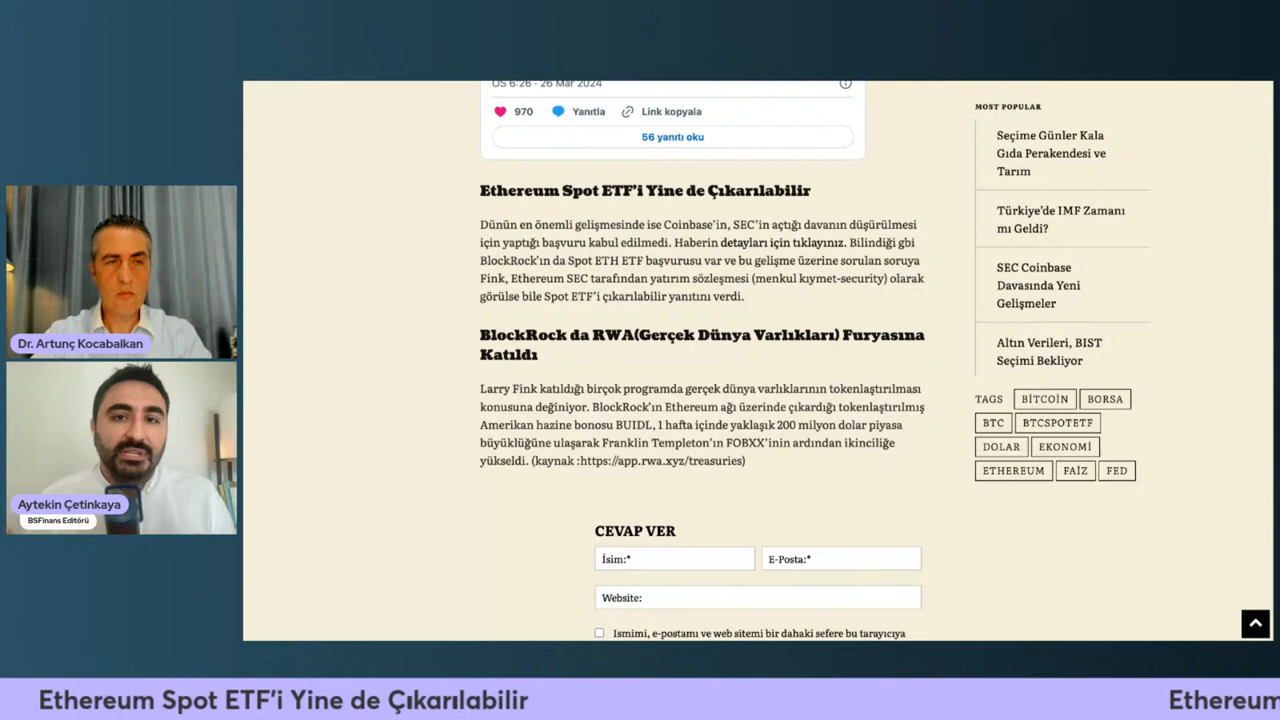 OS 6:26 · 26 Mar 2024
970
Yanıtla
Link kopyala
56 yanıtı oku
Ethereum Spot ETF'i Yine de Çıkarılabilir
Dünün en önemli gelişmesinde ise Coinbase'in, SEC'in açtığı davanın düşürülmesi
için yaptığı başvuru kabul edilmedi. Haberin detayları için tıklayınız. Bilindiği gbi
BlockRock'ın da Spot ETH ETF başvurusu var ve bu gelişme üzerine sorulan soruya
Fink, Ethereum SEC tarafından yatırım sözleşmesi (menkul kıymet-security) olarak
görülse bile Spot ETF'i çıkarılabilir yanıtını verdi.
BlockRock da RWA(Gerçek Dünya Varlıkları) Furyasına
Katıldı
Larry Fink katıldığı birçok programda gerçek dünya varlıklarının tokenlaştırılması
konusuna değiniyor. BlockRock'ın Ethereum ağı üzerinde çıkardığı tokenlaştırılmış
Amerikan hazine bonosu BUIDL, 1 hafta içinde yaklaşık 200 milyon dolar piyasa
büyüklüğüne ulaşarak Franklin Templeton'ın FOBXX'inin ardından ikinciliğe
yükseldi. (kaynak :https://app.rwa.xyz/treasuries)
CEVAP VER
İsim:*
E-Posta:*
Website:
Ismimi, e-postamı ve web sitemi bir dahaki sefere bu tarayıcıya
MOST POPULAR
Seçime Günler Kala
Gıda Perakendesi ve
Tarım
Türkiye'de IMF Zamanı
mı Geldi?
SEC Coinbase
Davasında Yeni
Gelişmeler
Altın Verileri, BIST
Seçimi Bekliyor
TAGS BİTCOİN BORSA
BTC BTCSPOTETF
DOLAR EKONOMİ
ETHEREUM FAİZ FED
Dr. Artunç Kocabalkan
Aytekin Çetinkaya
BSFinans Editörü
Ethereum Spot ETF'i Yine de Çıkarılabilir
Ethereum